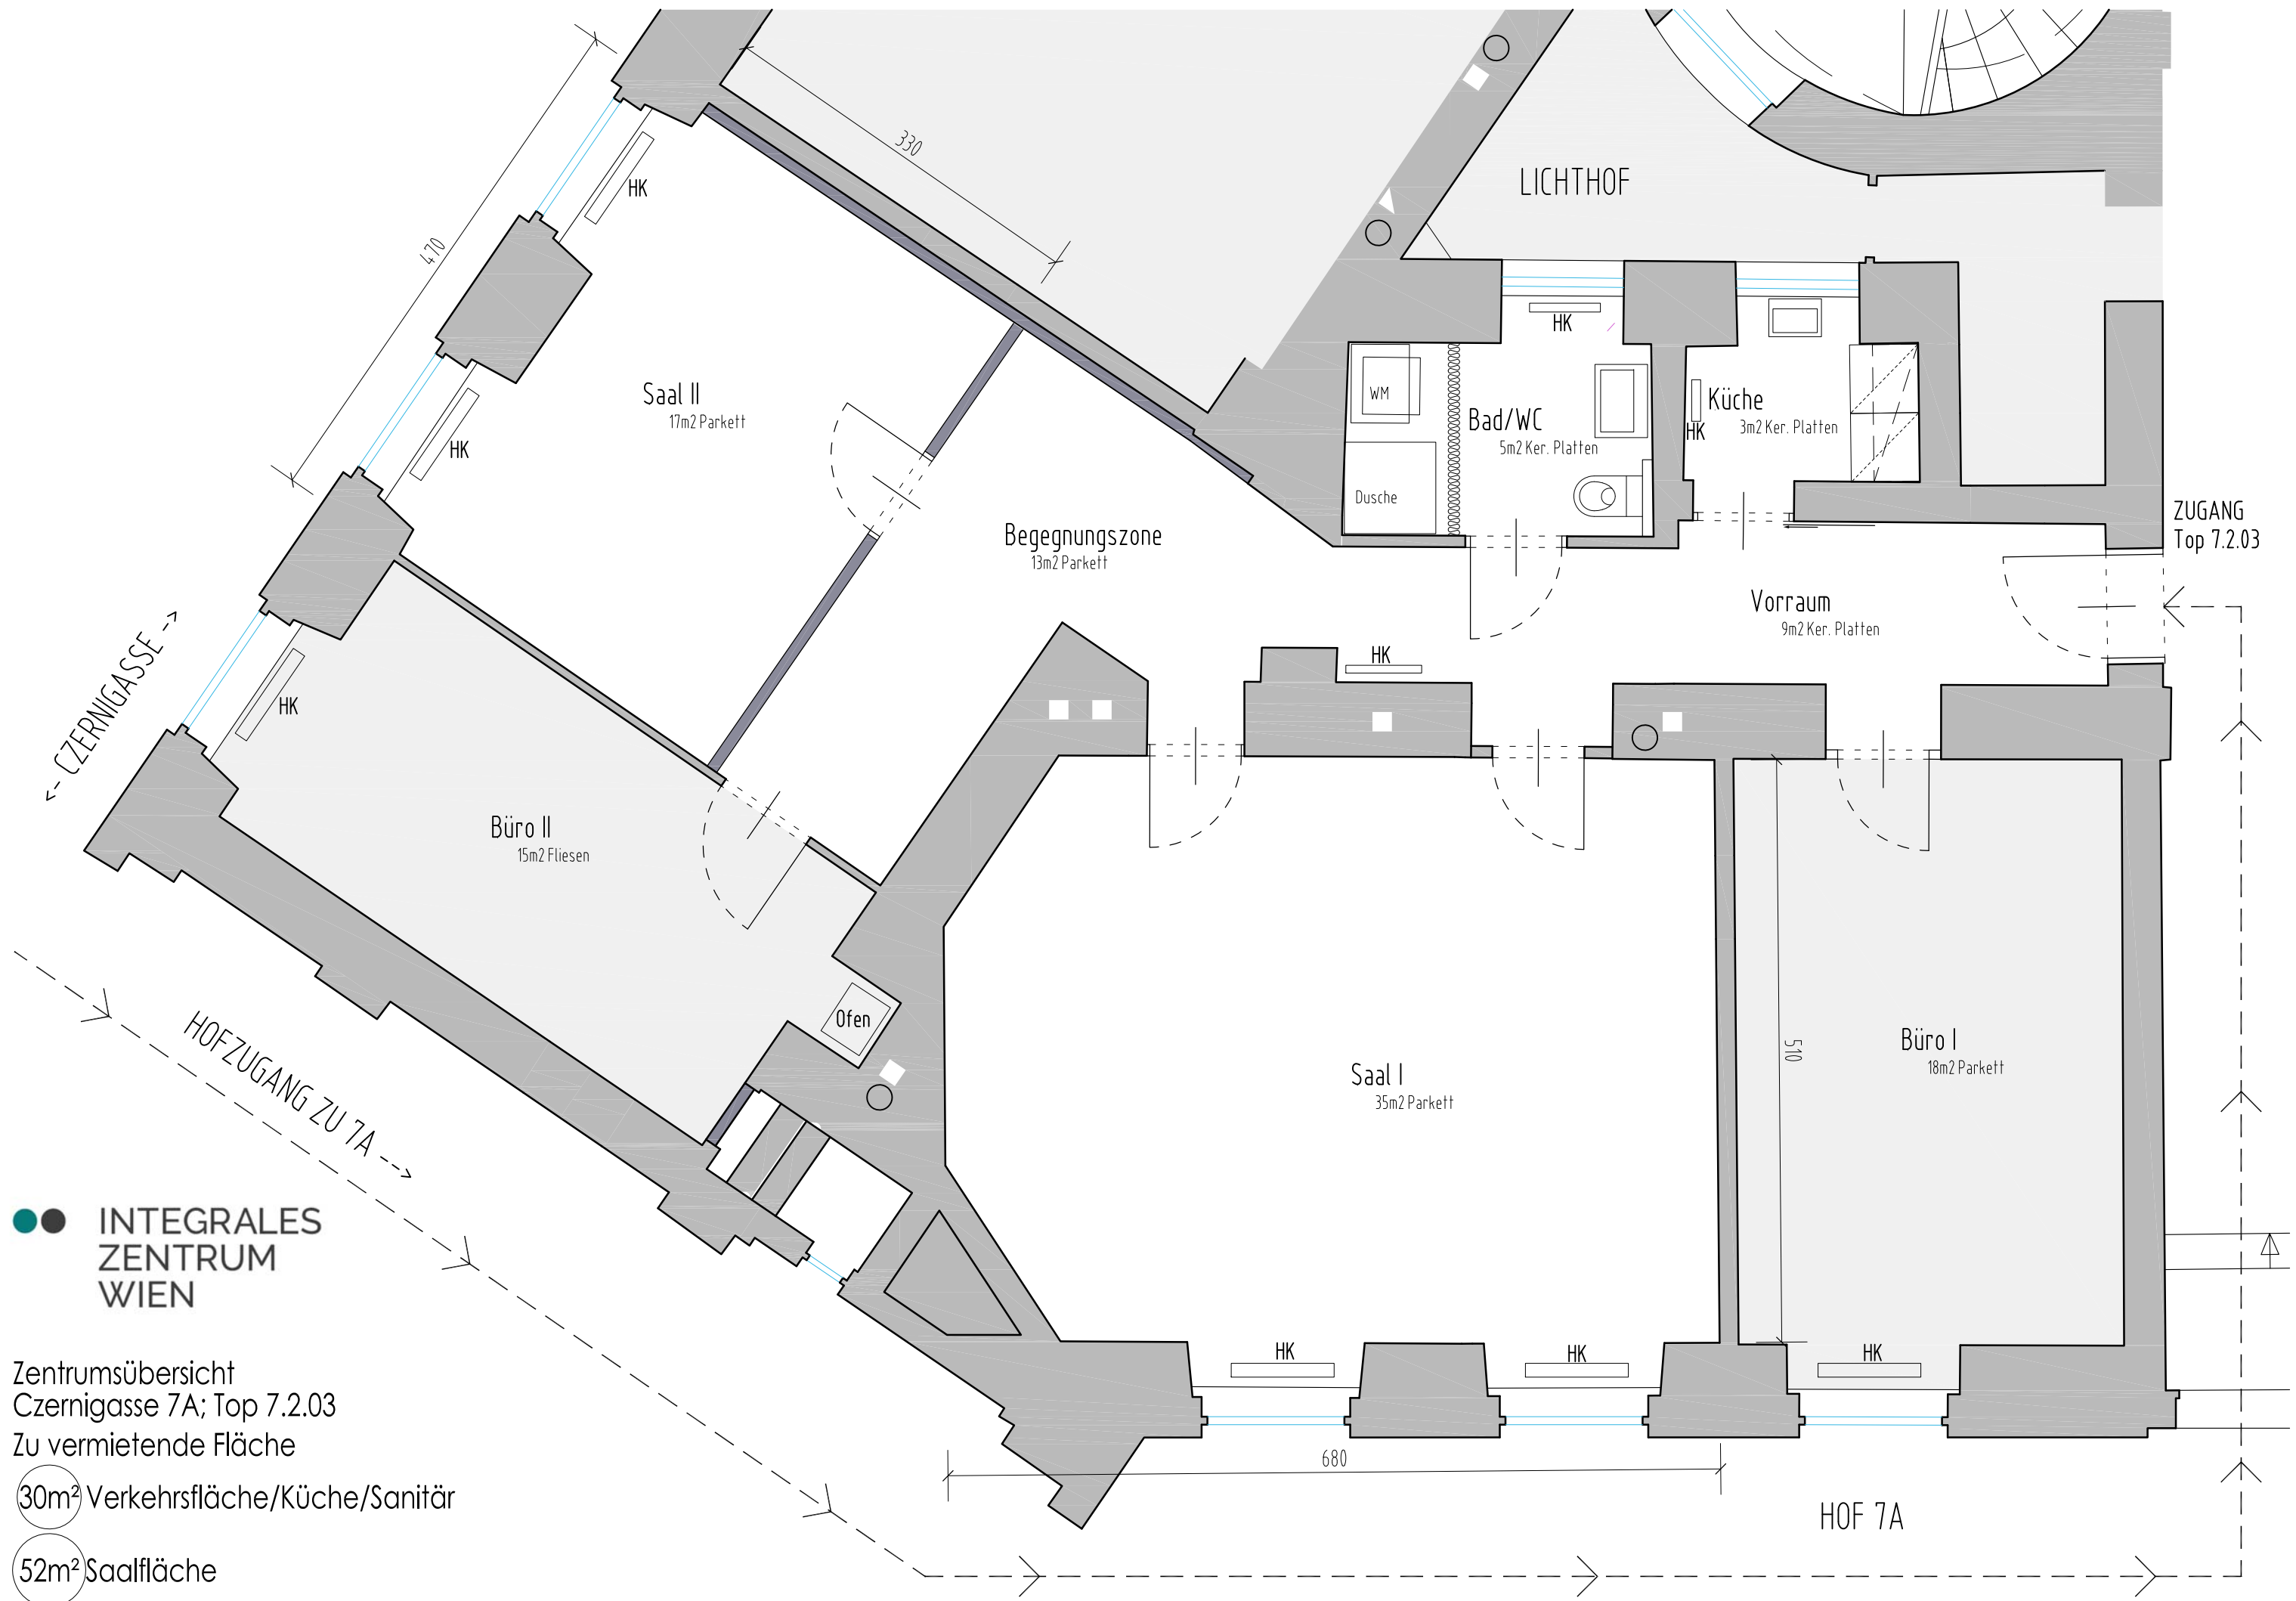 330
HK
LICHTHOF
470
HK
HK
Saal II
17m2 Parkett
WM
Bad/WC
5m2 Ker. Platten
Küche
3m2 Ker. Platten
HK
HK
Dusche
ZUGANG
Top 7.2.03
Begegnungszone
13m2 Parkett
Vorraum
9m2 Ker. Platten
HK
<-- CZERNIGASSE -->
HK
Büro II
15m2 Fliesen
Ofen
HOFZUGANG ZU 7A -->
Saal I
35m2 Parkett
510
Büro I
18m2 Parkett
HK
HK
HK
680
HOF 7A
INTEGRALES
ZENTRUM
WIEN
Zentrumsübersicht
Czernigasse 7A; Top 7.2.03
Zu vermietende Fläche
30m² Verkehrsfläche/Küche/Sanitär
52m² Saalfläche